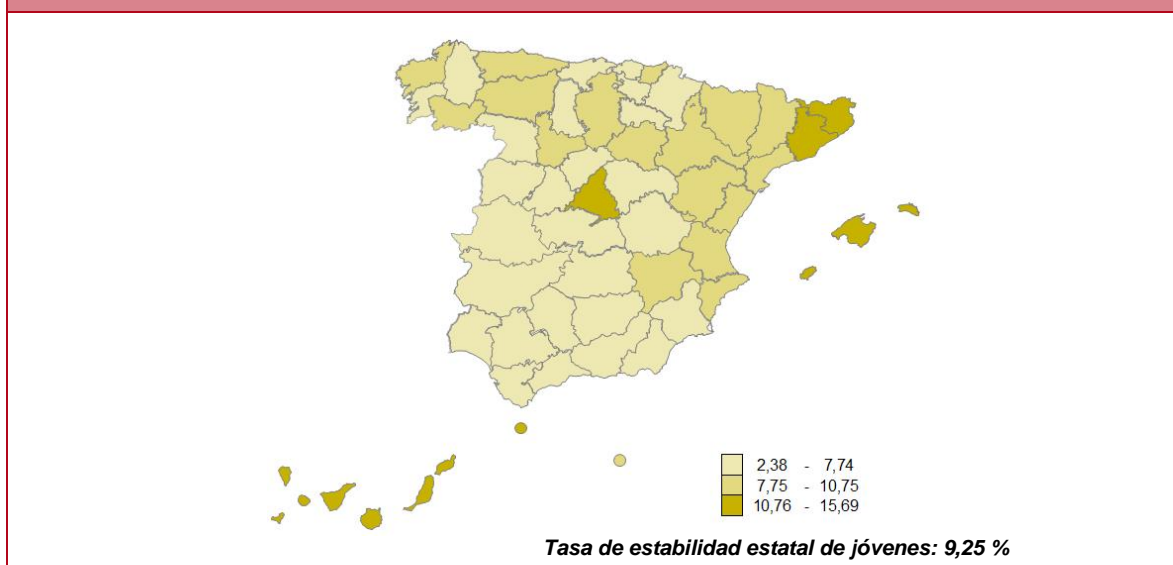 2,38 - 7,74
7,75 - 10,75
10,76 - 15,69
Tasa de estabilidad estatal de jóvenes: 9,25 %